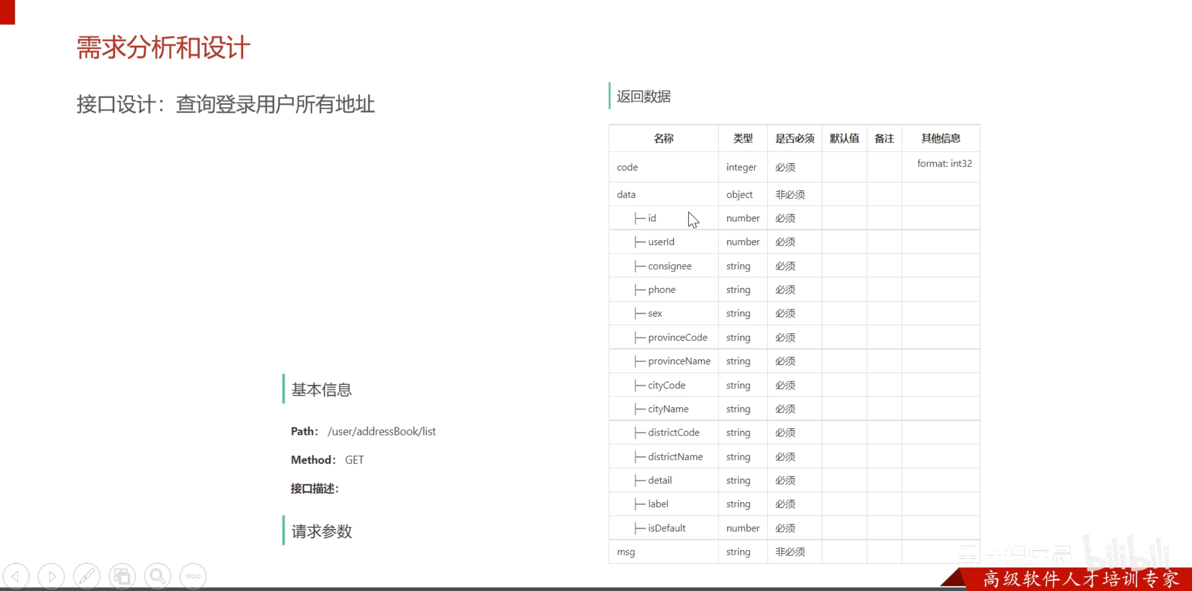 需求分析和设计
接口设计：查询登录用户所有地址
基本信息
Path： /user/addressBook/list
Method： GET
接口描述：
请求参数
返回数据
名称 类型 是否必须 默认值 备注 其他信息
code integer 必须 format: int32
data object 非必须
├─ id number 必须
├─ userId number 必须
├─ consignee string 必须
├─ phone string 必须
├─ sex string 必须
├─ provinceCode string 必须
├─ provinceName string 必须
├─ cityCode string 必须
├─ cityName string 必须
├─ districtCode string 必须
├─ districtName string 必须
├─ detail string 必须
├─ label string 必须
├─ isDefault number 必须
msg string 非必须
bilibili
高级软件人才培训专家